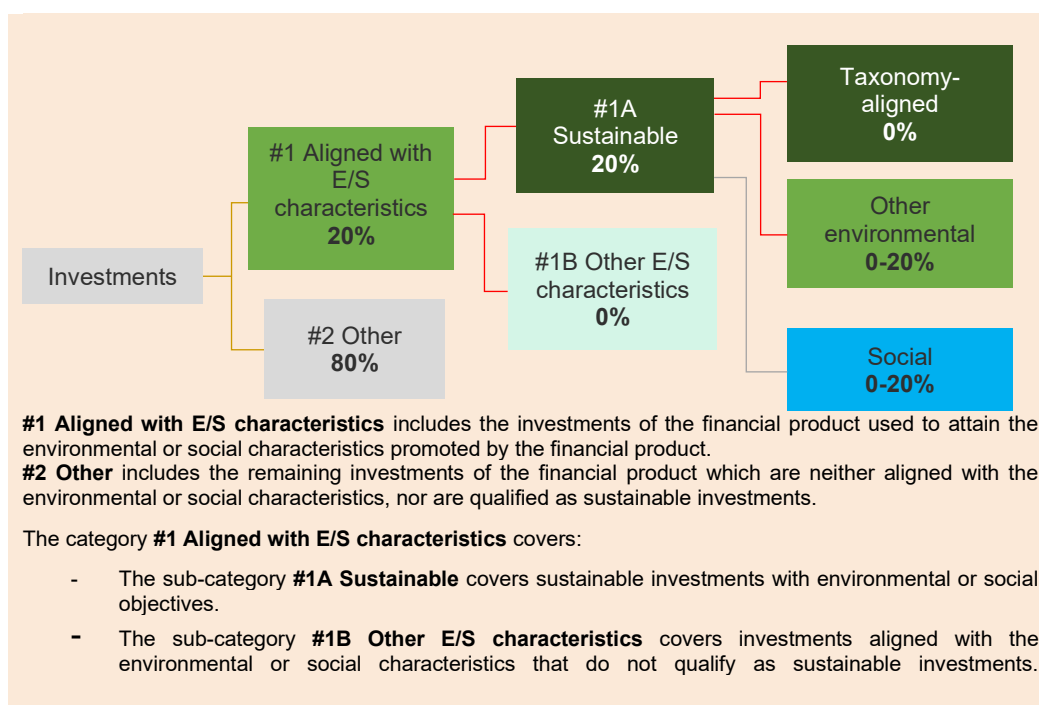 Taxonomy-
aligned
0%
#1A
Sustainable
20%
#1 Aligned with
E/S
characteristics
20%
Other
environmental
0-20%
#1B Other E/S
characteristics
0%
Investments
#2 Other
80%
Social
0-20%
#1 Aligned with E/S characteristics includes the investments of the financial product used to attain the
environmental or social characteristics promoted by the financial product.
#2 Other includes the remaining investments of the financial product which are neither aligned with the
environmental or social characteristics, nor are qualified as sustainable investments.
The category #1 Aligned with E/S characteristics covers:
- The sub-category #1A Sustainable covers sustainable investments with environmental or social
objectives.
- The sub-category #1B Other E/S characteristics covers investments aligned with the
environmental or social characteristics that do not qualify as sustainable investments.